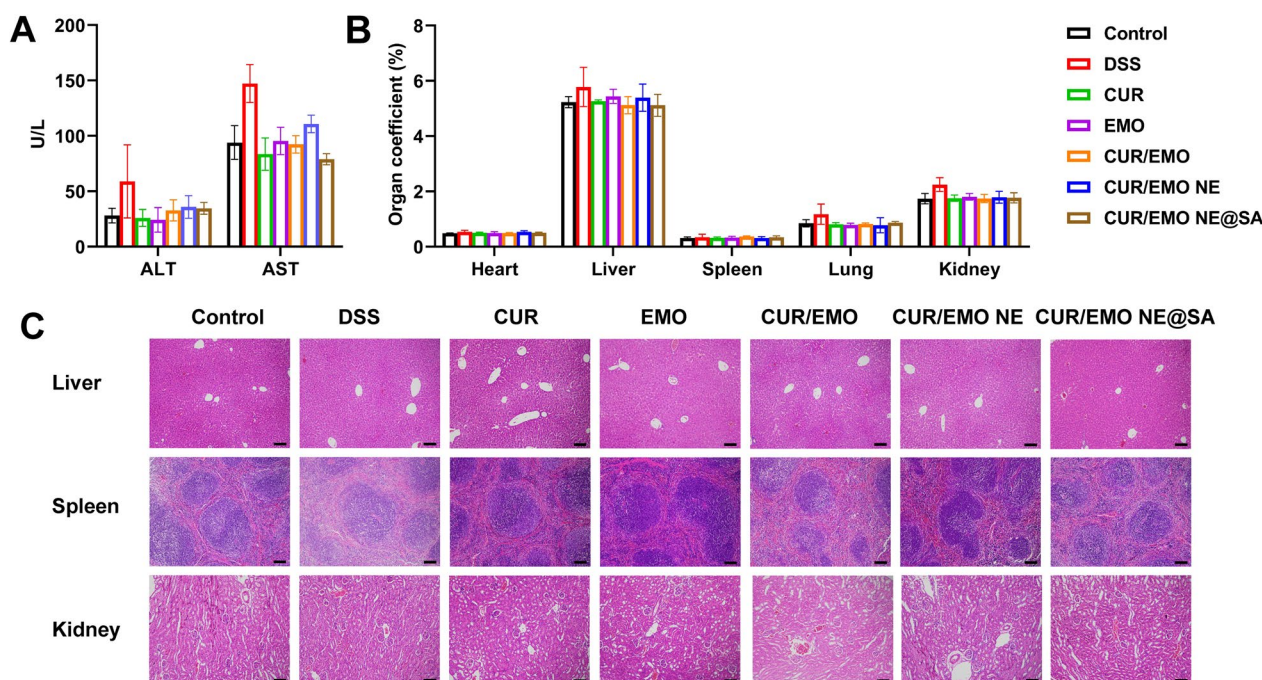 A
U/L
200
150
100
50
0
ALT AST
B
Organ coefficient (%)
8
6
4
2
0
Heart Liver Spleen Lung Kidney
Control
DSS
CUR
EMO
CUR/EMO
CUR/EMO NE
CUR/EMO NE@SA
C
Control DSS CUR EMO CUR/EMO CUR/EMO NE CUR/EMO NE@SA
Liver
Spleen
Kidney